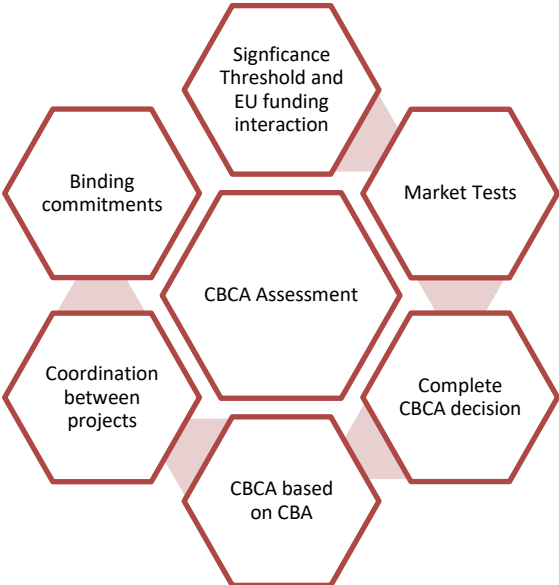 Signficance
Threshold and
EU funding
interaction
Market Tests
Complete
CBCA decision
CBCA based
on CBA
Coordination
between
projects
Binding
commitments
CBCA Assessment